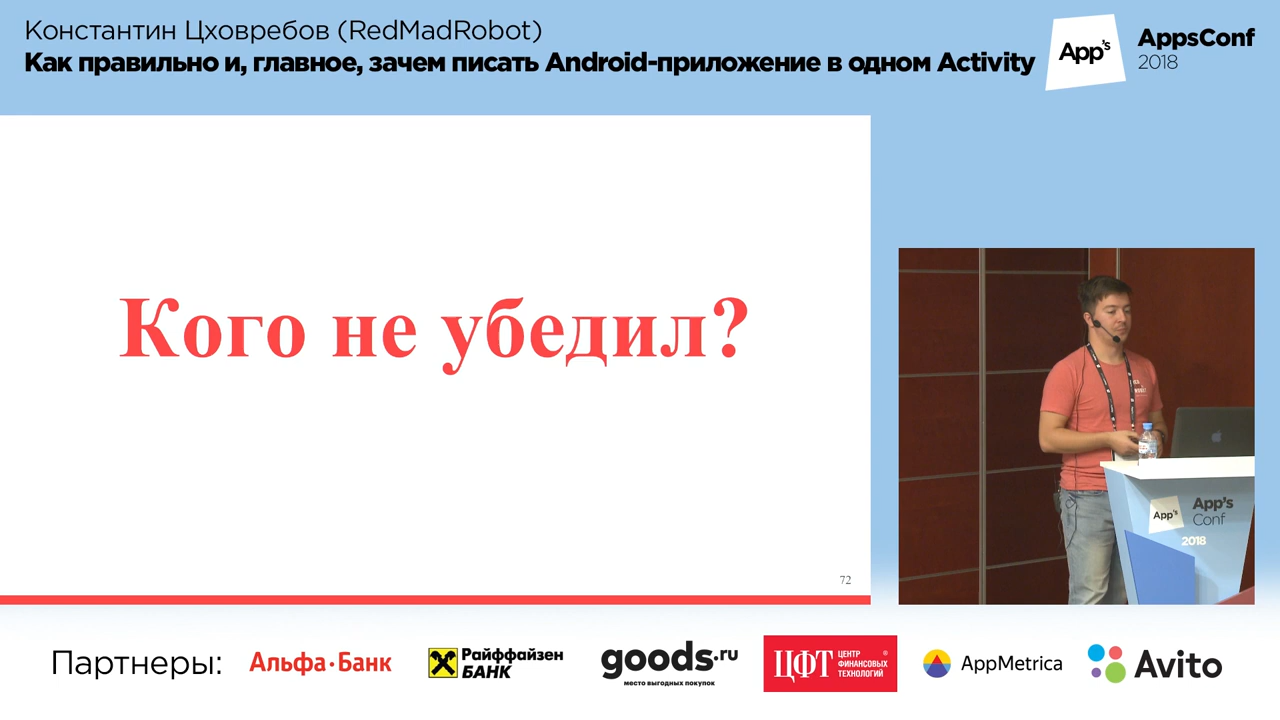 Константин Цховребов (RedMadRobot)
Как правильно и, главное, зачем писать Android-приложение в одном Activity
App's
AppsConf
2018
Кого не убедил?
72
App's
App's
Conf
2018
Партнеры:
Альфа·Банк
Райффайзен
БАНК
goods.ru
место выгодных покупок
ЦФТ
ЦЕНТР
ФИНАНСОВЫХ
ТЕХНОЛОГИЙ
®
AppMetrica
Avito